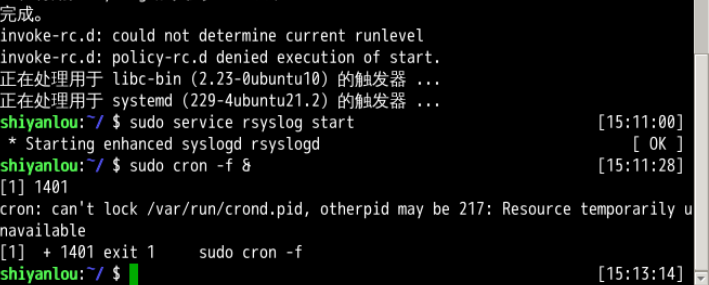 完成。
invoke-rc.d: could not determine current runlevel
invoke-rc.d: policy-rc.d denied execution of start.
正在处理用于 libc-bin (2.23-0ubuntu10) 的触发器 ...
正在处理用于 systemd (229-4ubuntu21.2) 的触发器 ...
shiyanlou:~/ $ sudo service rsyslog start [15:11:00]
 * Starting enhanced syslogd rsyslogd [ OK ]
shiyanlou:~/ $ sudo cron -f & [15:11:28]
[1] 1401
cron: can't lock /var/run/crond.pid, otherpid may be 217: Resource temporarily u
navailable
[1]  + 1401 exit 1     sudo cron -f
shiyanlou:~/ $ [15:13:14]